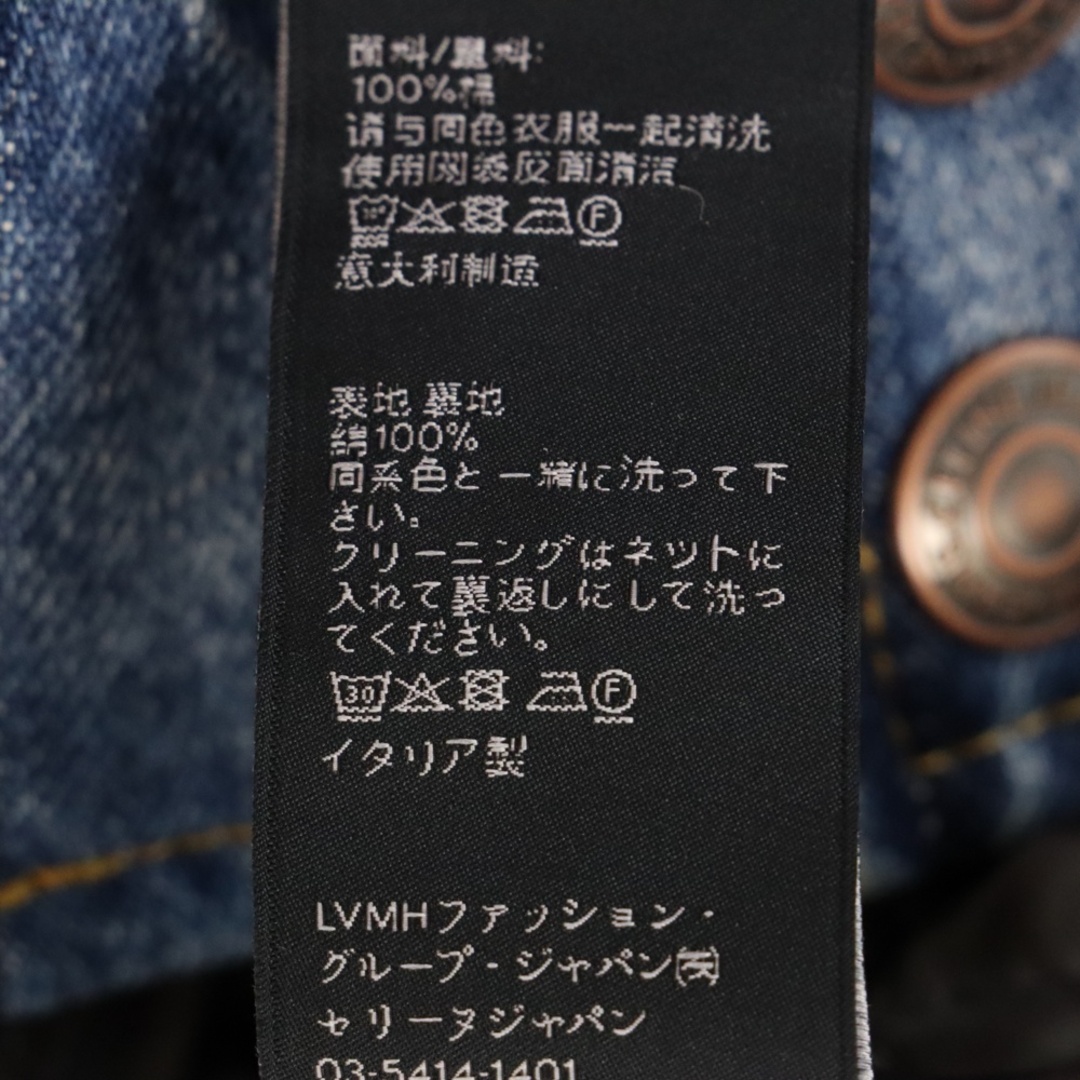 面料/里料:
100%棉
请与同色衣服一起清洗
使用网袋反面清洁
30
F
意大利制造
表地 裏地
綿100%
同系色と一緒に洗って下
さい。
クリーニングはネットに
入れて裏返しにして洗っ
てください。
30
F
イタリア製
LVMHファッション・
グループ・ジャパン㈱
セリーヌジャパン
03-5414-1401